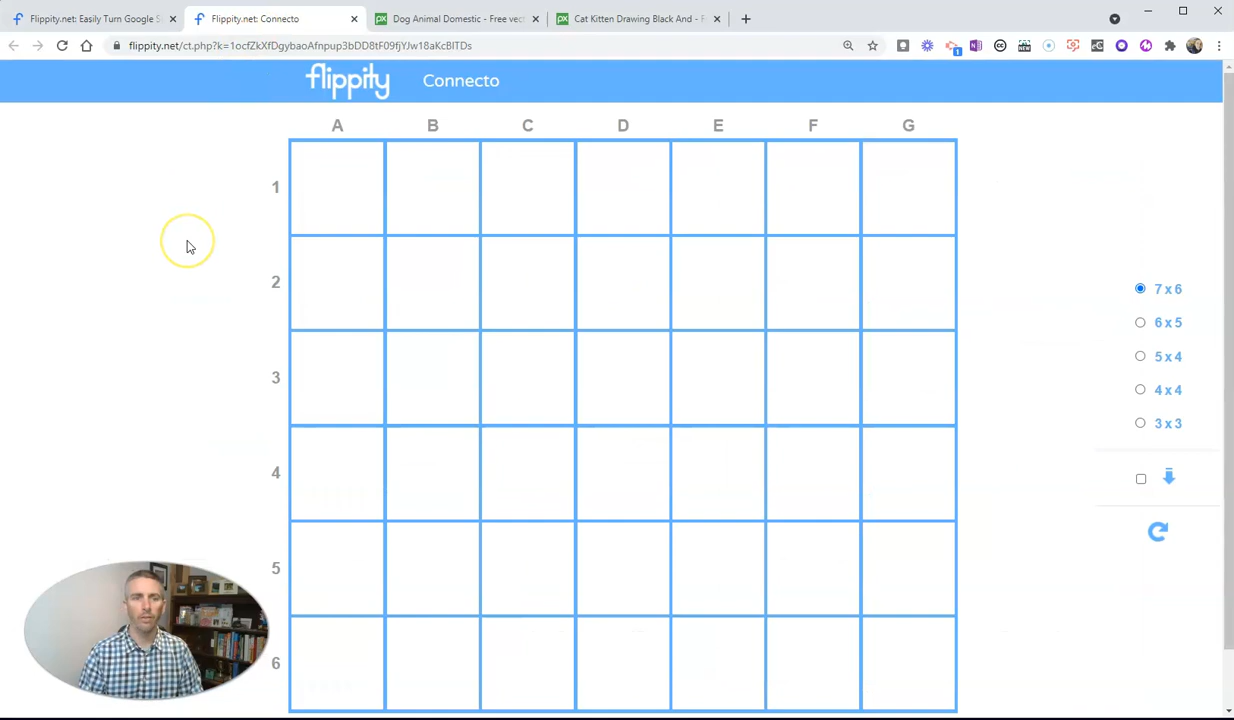 Flippity.net: Easily Turn Google S
Flippity.net: Connecto
Dog Animal Domestic - Free vect
Cat Kitten Drawing Black And - F
flippity.net/ct.php?k=1ocfZkXfDgybaoAfnpup3bDD8tF09fjYJw18aKcBlTDs
flippity
Connecto
A B C D E F G
1
2
7 x 6
6 x 5
3
5 x 4
4 x 4
3 x 3
4
5
6